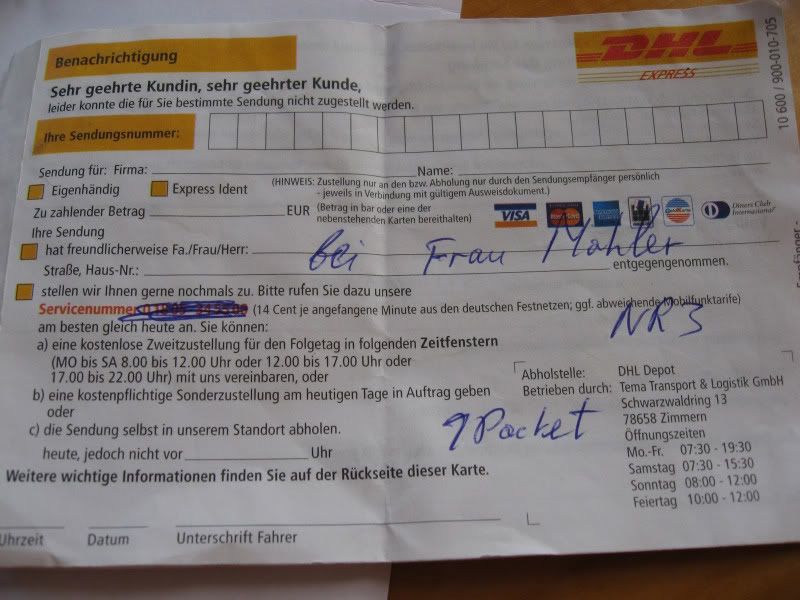 Benachrichtigung
DHL
EXPRESS
10 600 / 900-010-705
Sehr geehrte Kundin, sehr geehrter Kunde,
leider konnte die für Sie bestimmte Sendung nicht zugestellt werden.
Ihre Sendungsnummer:
Sendung für: Firma: Name:
Eigenhändig Express Ident (HINWEIS: Zustellung nur an den bzw. Abholung nur durch den Sendungsempfänger persönlich
- jeweils in Verbindung mit gültigem Ausweisdokument.)
Zu zahlender Betrag EUR (Betrag in bar oder eine der
nebenstehenden Karten bereithalten)
VISA MasterCard Diners Club
International
Ihre Sendung
hat freundlicherweise Fa./Frau/Herr: bei Frau Mahler
Straße, Haus-Nr.: entgegengenommen.
stellen wir Ihnen gerne nochmals zu. Bitte rufen Sie dazu unsere
Servicenummer (14 Cent je angefangene Minute aus den deutschen Festnetzen; ggf. abweichende Mobilfunktarife)
NR 3
am besten gleich heute an. Sie können:
a) eine kostenlose Zweitzustellung für den Folgetag in folgenden Zeitfenstern
(MO bis SA 8.00 bis 12.00 Uhr oder 12.00 bis 17.00 Uhr oder
17.00 bis 22.00 Uhr) mit uns vereinbaren, oder
b) eine kostenpflichtige Sonderzustellung am heutigen Tage in Auftrag geben
oder
c) die Sendung selbst in unserem Standort abholen.
heute, jedoch nicht vor Uhr
1 Packet
Abholstelle: DHL Depot
Betrieben durch: Tema Transport & Logistik GmbH
Schwarzwaldring 13
78658 Zimmern
Öffnungszeiten
Mo.-Fr. 07:30 - 19:30
Samstag 07:30 - 15:30
Sonntag 08:00 - 12:00
Feiertag 10:00 - 12:00
Weitere wichtige Informationen finden Sie auf der Rückseite dieser Karte.
Uhrzeit Datum Unterschrift Fahrer